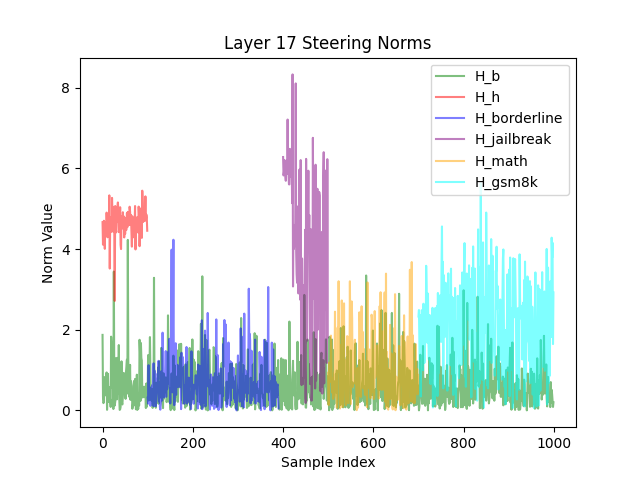 Layer 17 Steering Norms
H_b
H_h
H_borderline
H_jailbreak
H_math
H_gsm8k
Norm Value
8
6
4
2
0
0
200
400
600
800
1000
Sample Index